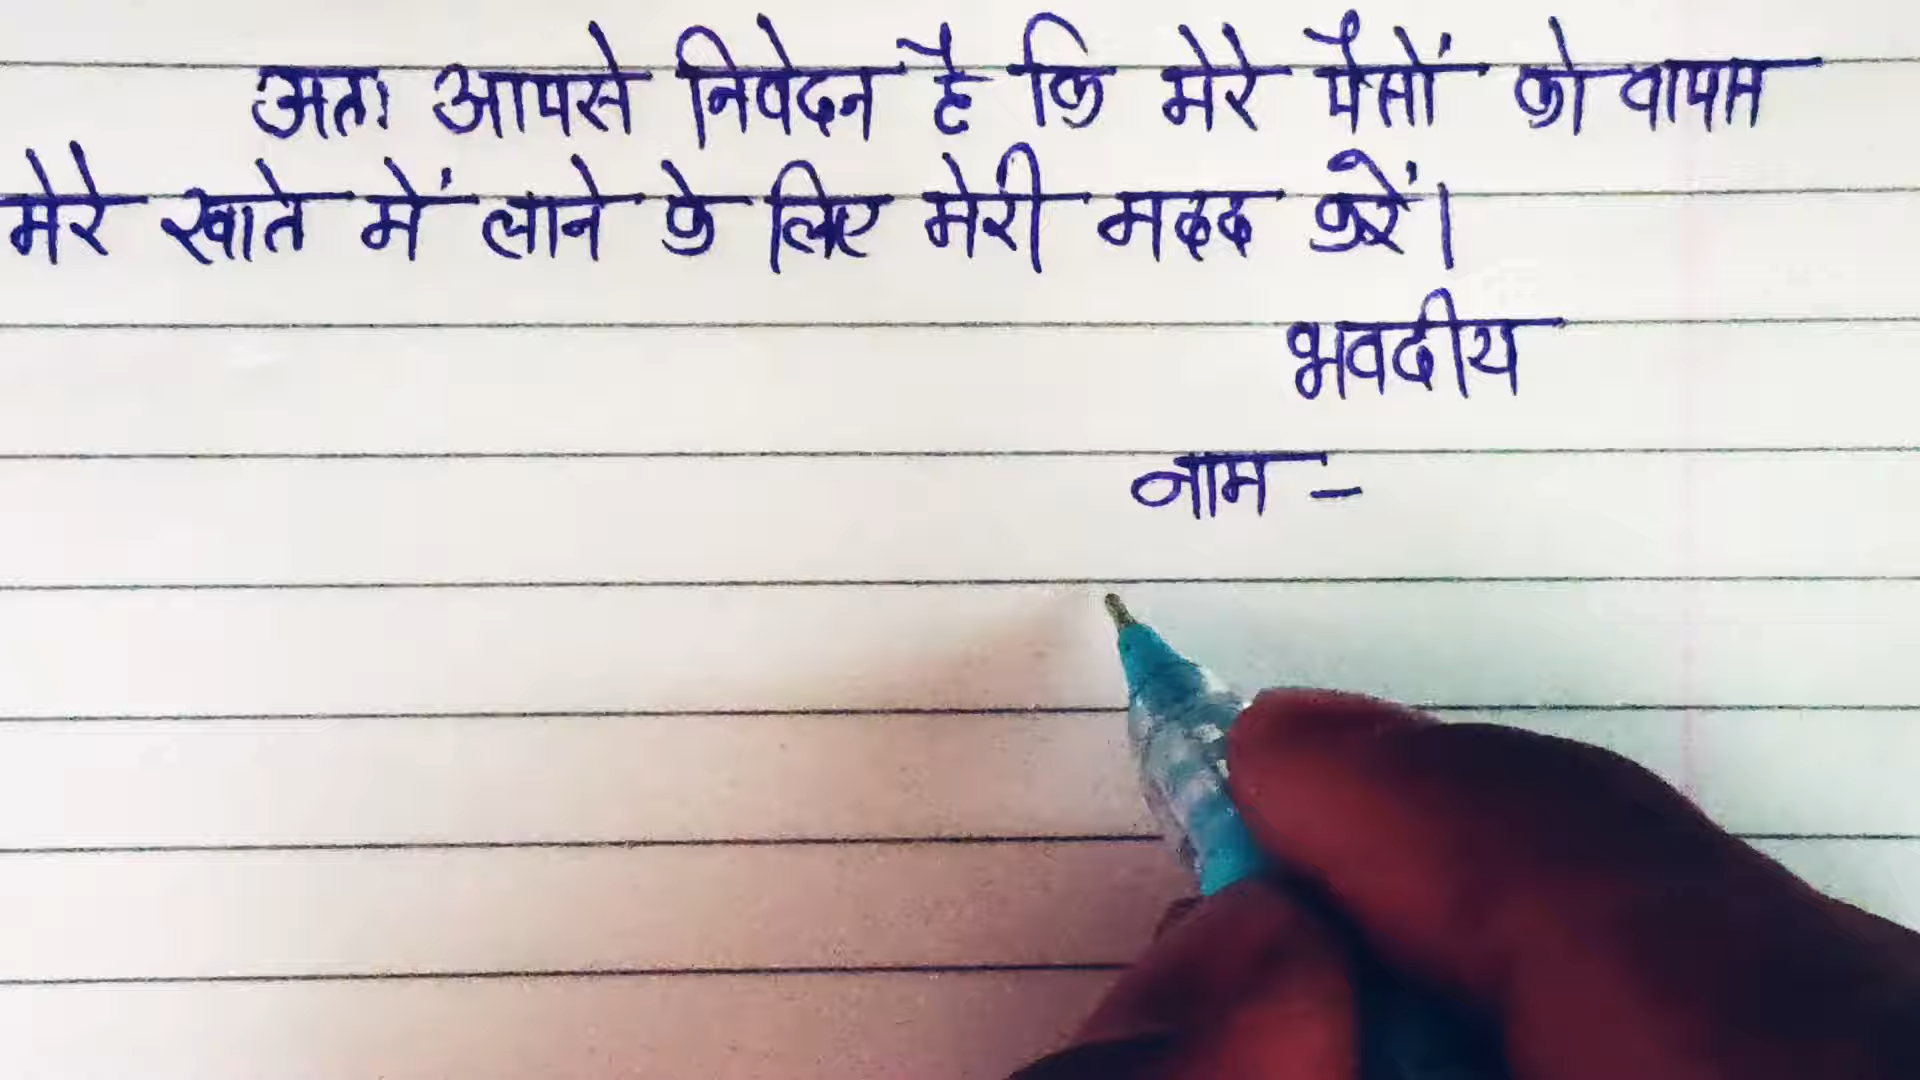 अतः आपसे निवेदन है कि मेरे पैसों को वापस
मेरे खाते में लाने के लिए मेरी मदद करें।
भवदीय
नाम –